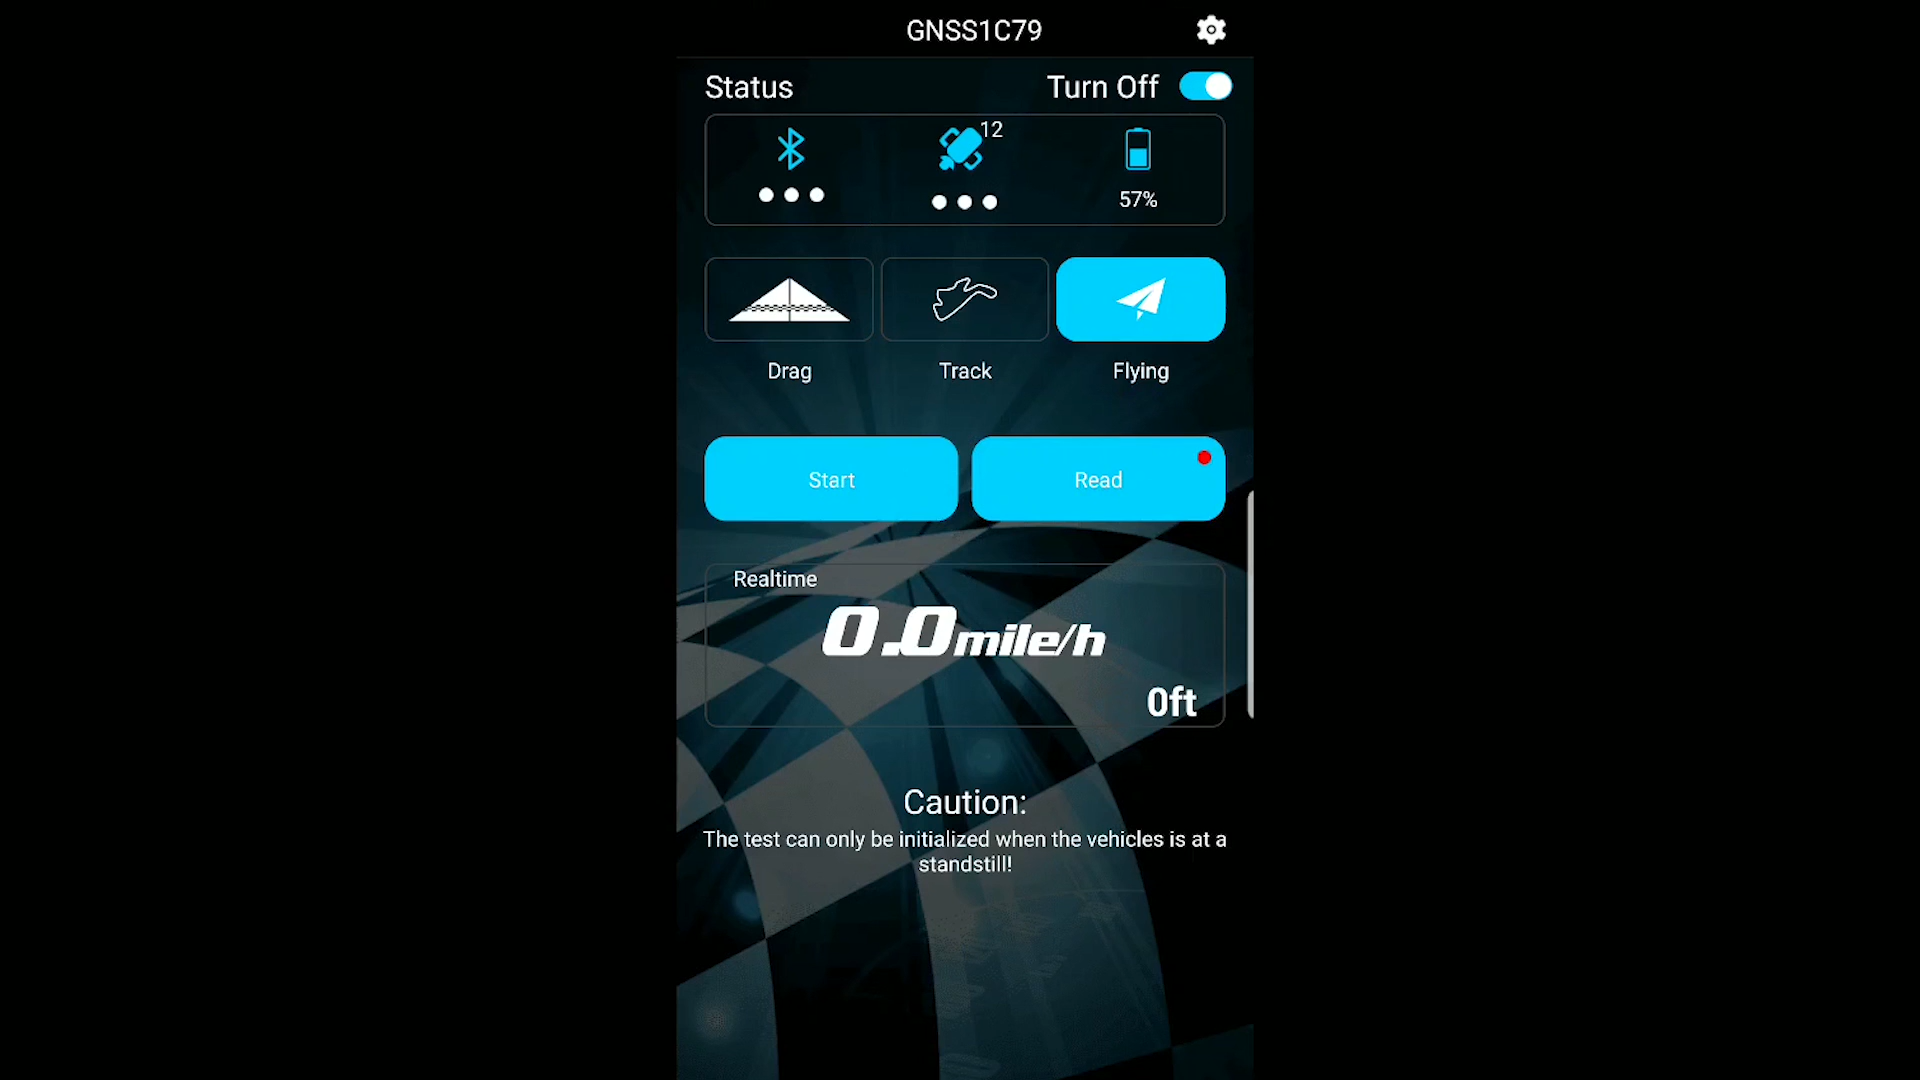 GNSS1C79
Status
Turn Off
12
57%
Drag
Track
Flying
Start
Read
Realtime
0.0mile/h
0ft
Caution:
The test can only be initialized when the vehicles is at a
standstill!